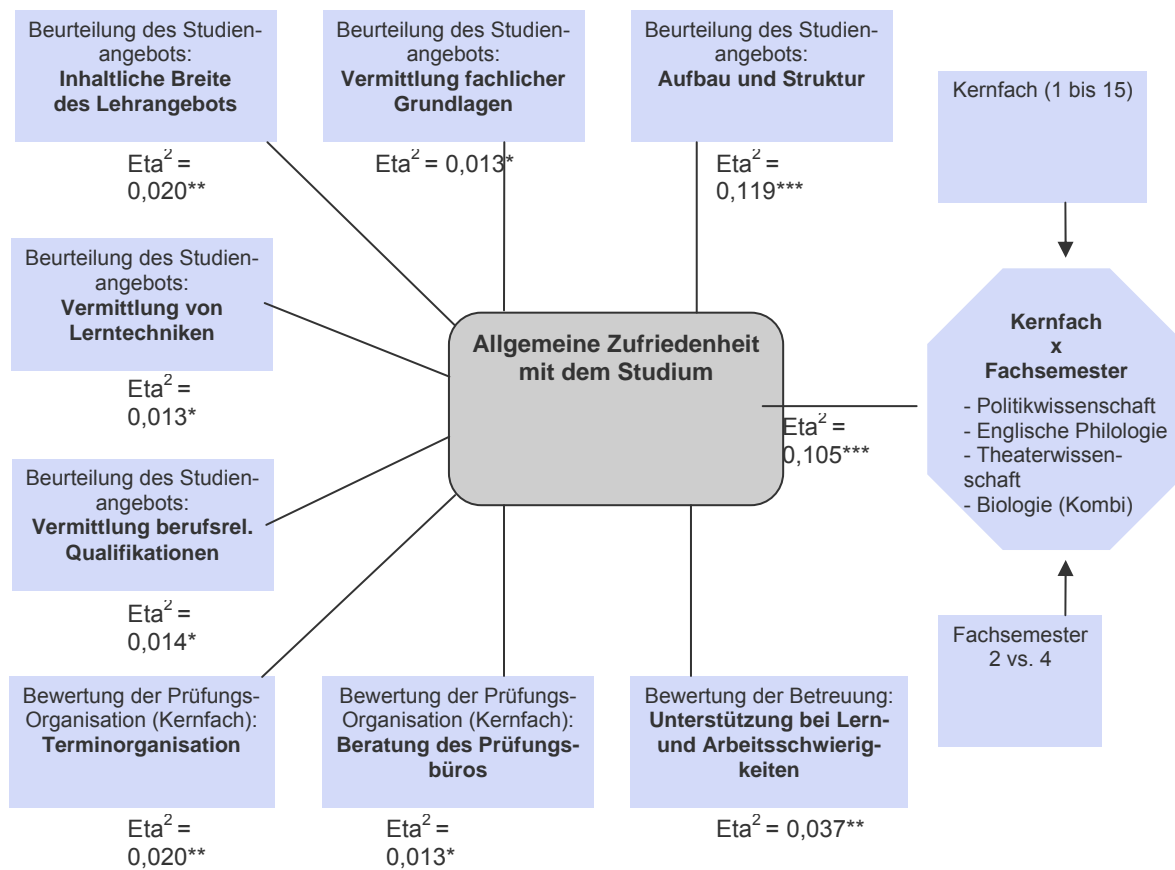 Beurteilung des Studien-
angebots:
Inhaltliche Breite
des Lehrangebots
Eta² =
0,020**
Beurteilung des Studien-
angebots:
Vermittlung fachlicher
Grundlagen
Eta² = 0,013*
Beurteilung des Studien-
angebots:
Aufbau und Struktur
Eta² =
0,119***
Kernfach (1 bis 15)
Beurteilung des Studien-
angebots:
Vermittlung von
Lerntechniken
Eta² =
0,013*
Allgemeine Zufriedenheit
mit dem Studium
Eta² =
0,105***
Kernfach
x
Fachsemester
- Politikwissenschaft
- Englische Philologie
- Theaterwissen-
schaft
- Biologie (Kombi)
Beurteilung des Studien-
angebots:
Vermittlung berufsrel.
Qualifikationen
Eta² =
0,014*
Fachsemester
2 vs. 4
Bewertung der Prüfungs-
Organisation (Kernfach):
Terminorganisation
Eta² =
0,020**
Bewertung der Prüfungs-
Organisation (Kernfach):
Beratung des Prüfungs-
büros
Eta² =
0,013*
Bewertung der Betreuung:
Unterstützung bei Lern-
und Arbeitsschwierig-
keiten
Eta² = 0,037**